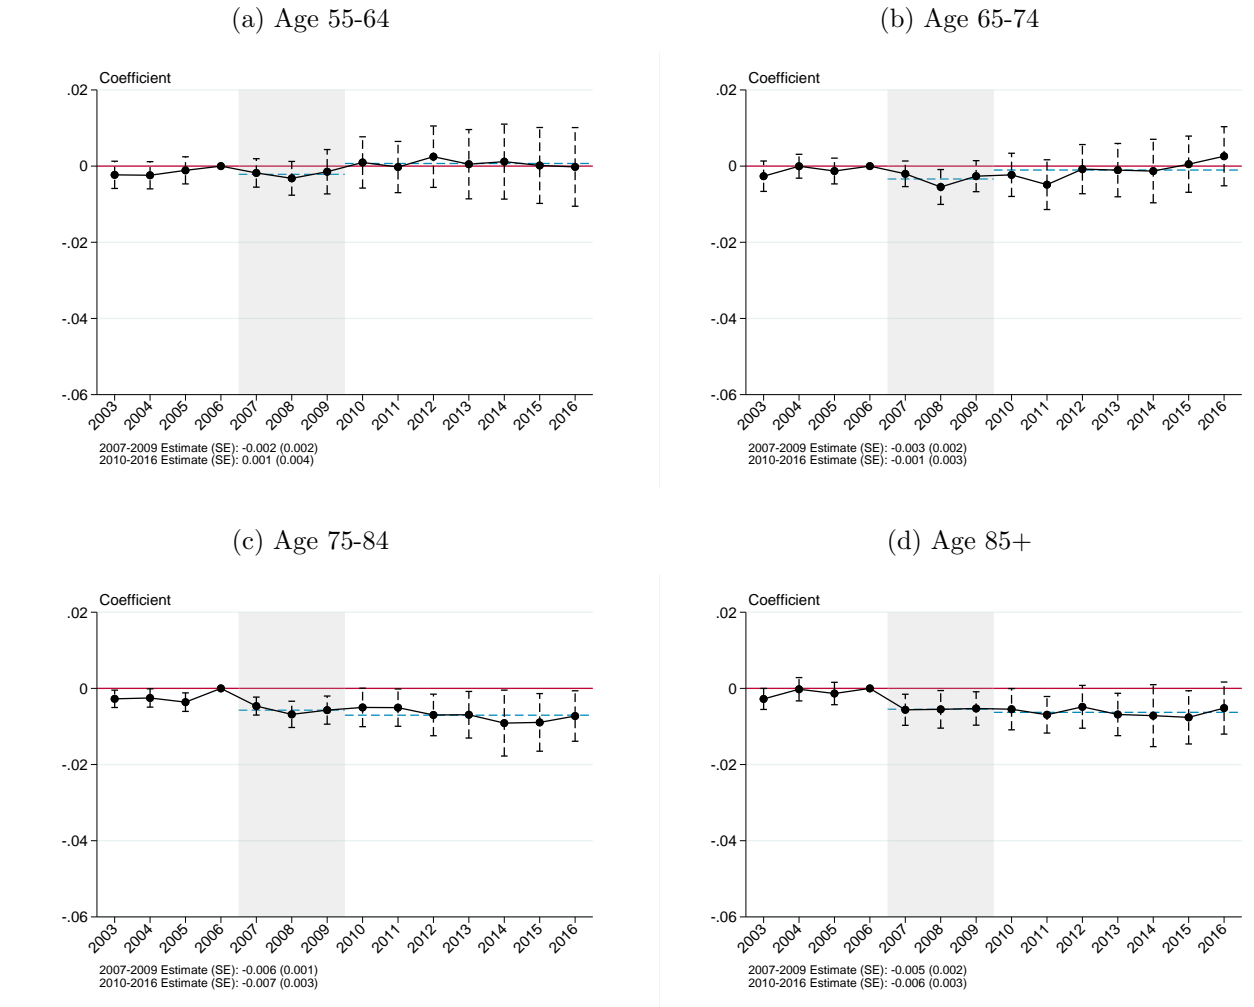 (a) Age 55-64
Coefficient
.02
0
-.02
-.04
-.06
2003 2004 2005 2006 2007 2008 2009 2010 2011 2012 2013 2014 2015 2016
2007-2009 Estimate (SE): -0.002 (0.002)
2010-2016 Estimate (SE): 0.001 (0.004)
(b) Age 65-74
Coefficient
.02
0
-.02
-.04
-.06
2003 2004 2005 2006 2007 2008 2009 2010 2011 2012 2013 2014 2015 2016
2007-2009 Estimate (SE): -0.003 (0.002)
2010-2016 Estimate (SE): -0.001 (0.003)
(c) Age 75-84
Coefficient
.02
0
-.02
-.04
-.06
2003 2004 2005 2006 2007 2008 2009 2010 2011 2012 2013 2014 2015 2016
2007-2009 Estimate (SE): -0.006 (0.001)
2010-2016 Estimate (SE): -0.007 (0.003)
(d) Age 85+
Coefficient
.02
0
-.02
-.04
-.06
2003 2004 2005 2006 2007 2008 2009 2010 2011 2012 2013 2014 2015 2016
2007-2009 Estimate (SE): -0.005 (0.002)
2010-2016 Estimate (SE): -0.006 (0.003)